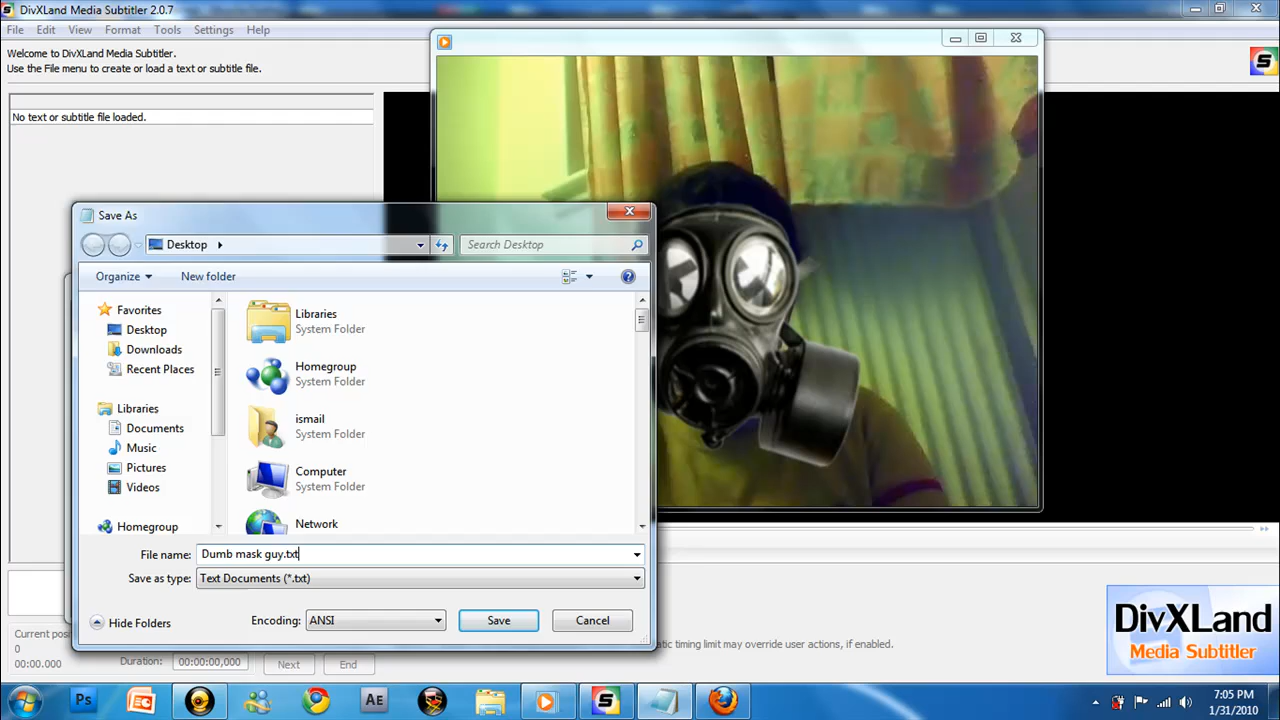 DivXLand Media Subtitler 2.0.7
File Edit View Format Tools Settings Help
Welcome to DivXLand Media Subtitler.
Use the File menu to create or load a text or subtitle file.
S
No text or subtitle file loaded.
Save As
Desktop
Search Desktop
Organize New folder
Favorites
Desktop
Downloads
Recent Places
Libraries
Documents
Music
Pictures
Videos
Homegroup
Libraries
System Folder
Homegroup
System Folder
ismail
System Folder
Computer
System Folder
Network
File name: Dumb mask guy.txt
Save as type: Text Documents (*.txt)
Hide Folders Encoding: ANSI Save Cancel
Current pos
0
00:00.000
Duration: 00:00:00,000 Next End
atic timing limit may override user actions, if enabled.
DivXLand
Media Subtitler
Ps AE S
7:05 PM
1/31/2010